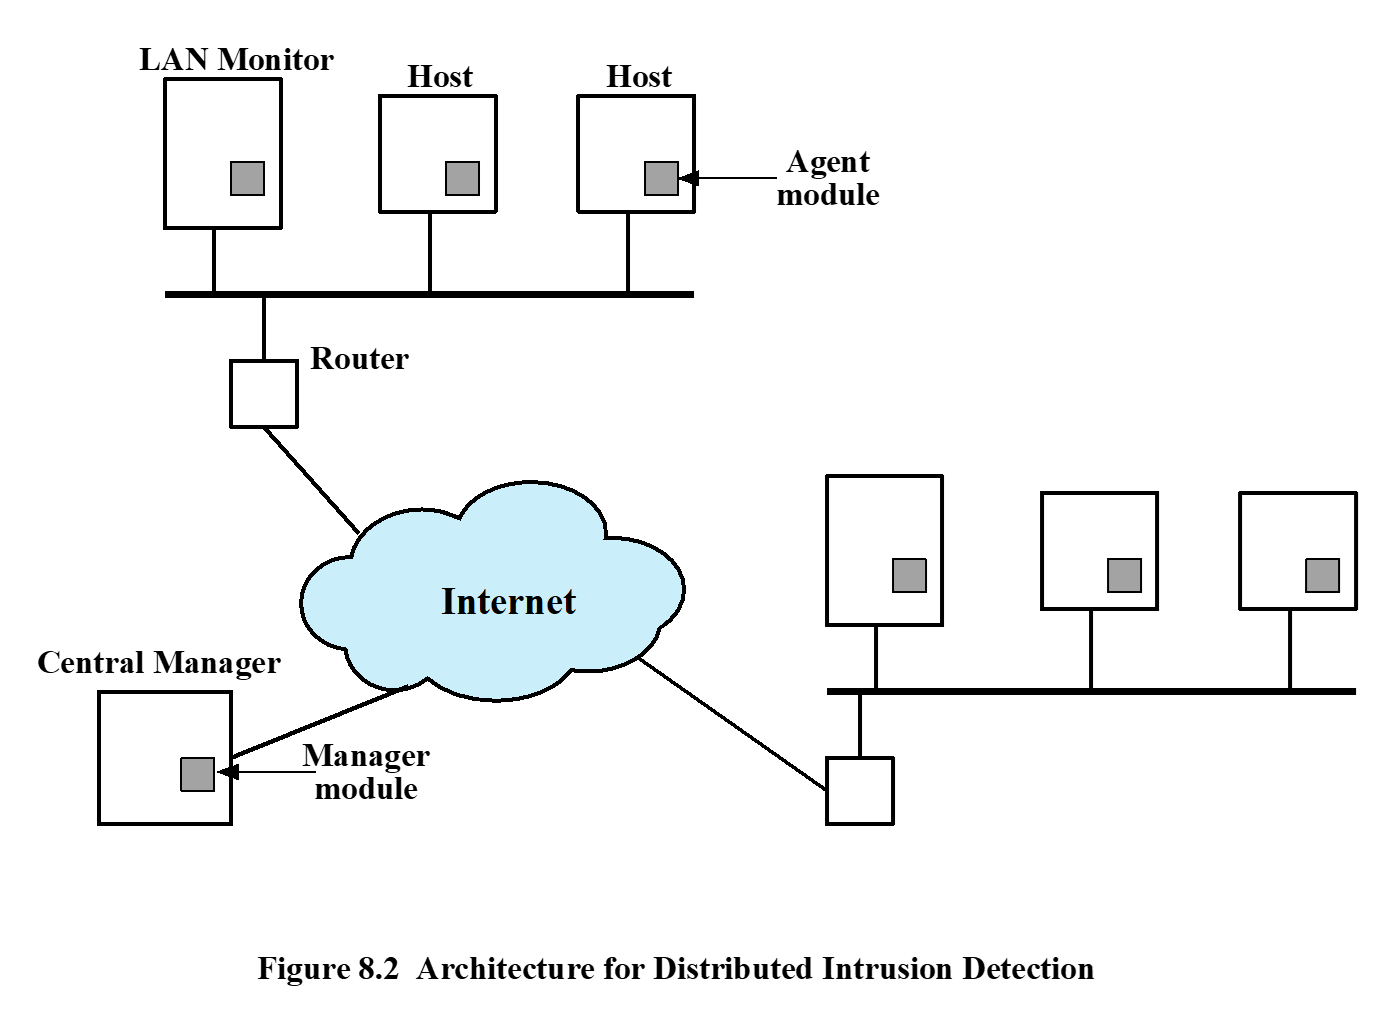 LAN Monitor
Host
Host
Agent
module
Router
Internet
Central Manager
Manager
module
Figure 8.2  Architecture for Distributed Intrusion Detection